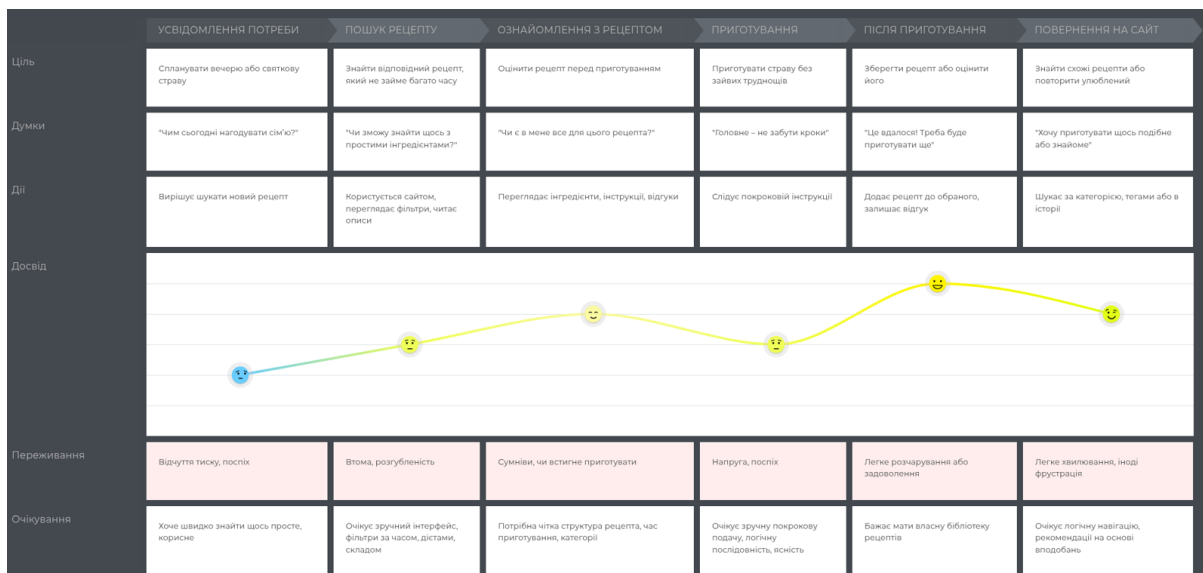 УСВІДОМЛЕННЯ ПОТРЕБИ
ПОШУК РЕЦЕПТУ
ОЗНАЙОМЛЕННЯ З РЕЦЕПТОМ
ПРИГОТУВАННЯ
ПІСЛЯ ПРИГОТУВАННЯ
ПОВЕРНЕННЯ НА САЙТ
Ціль
Спланувати вечерю або святкову
страву
Знайти відповідний рецепт,
який не займе багато часу
Оцінити рецепт перед приготуванням
Приготувати страву без
зайвих труднощів
Зберегти рецепт або оцінити
його
Знайти схожі рецепти або
повторити улюблений
Думки
"Чим сьогодні нагодувати сім'ю?"
"Чи зможу знайти щось з
простими інгредієнтами?"
"Чи є в мене все для цього рецепта?"
"Головне – не забути кроки"
"Це вдалося! Треба буде
приготувати ще"
"Хочу приготувати щось подібне
або знайоме"
Дії
Вирішує шукати новий рецепт
Користується сайтом,
переглядає фільтри, читає
описи
Переглядає інгредієнти, інструкції, відгуки
Слідує покроковій інструкції
Додає рецепт до обраного,
залишає відгук
Шукає за категорією, тегами або в
історії
Досвід
Переживання
Відчуття тиску, поспіх
Втома, розгубленість
Сумніви, чи встигне приготувати
Напруга, поспіх
Легке розчарування або
задоволення
Легке хвилювання, іноді
фрустрація
Очікування
Хоче швидко знайти щось просте,
корисне
Очікує зручний інтерфейс,
фільтри за часом, дієтами,
складом
Потрібна чітка структура рецепта, час
приготування, категорії
Очікує зручну покрокову
подачу, логічну
послідовність, ясність
Бажає мати власну бібліотеку
рецептів
Очікує логічну навігацію,
рекомендації на основі
вподобань